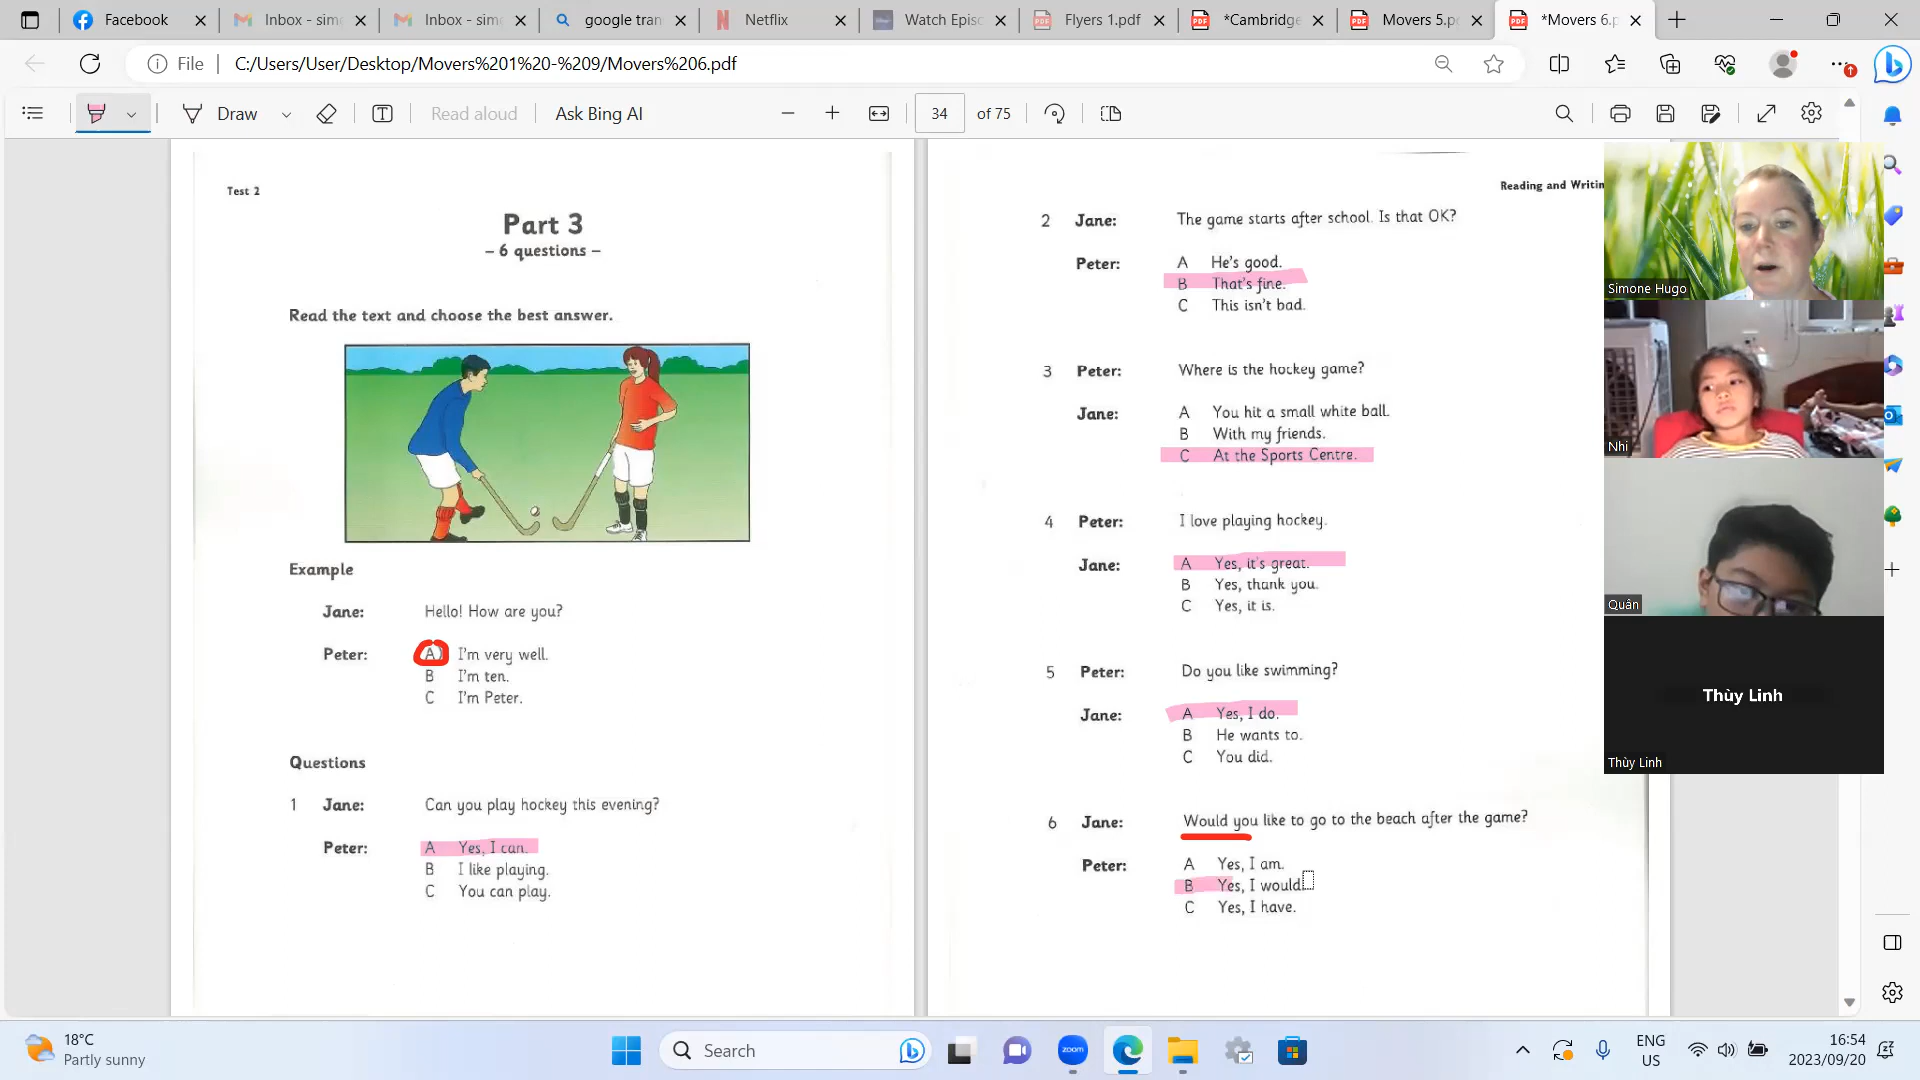 Facebook
Inbox - sim
Inbox - sim
google tran
Netflix
Watch Episo
Flyers 1.pdf
*Cambridge
Movers 5.p
*Movers 6.p
File
C:/Users/User/Desktop/Movers%201%20-%209/Movers%206.pdf
Draw
Read aloud
Ask Bing AI
34
of 75
Test 2
Part 3
– 6 questions –
Read the text and choose the best answer.
Example
Jane: Hello! How are you?
Peter: A I'm very well.
B I'm ten.
C I'm Peter.
Questions
1 Jane: Can you play hockey this evening?
Peter: A Yes, I can.
B I like playing.
C You can play.
Reading and Writin
2 Jane: The game starts after school. Is that OK?
Peter: A He's good.
B That's fine.
C This isn't bad.
3 Peter: Where is the hockey game?
Jane: A You hit a small white ball.
B With my friends.
C At the Sports Centre.
4 Peter: I love playing hockey.
Jane: A Yes, it's great.
B Yes, thank you.
C Yes, it is.
5 Peter: Do you like swimming?
Jane: A Yes, I do.
B He wants to.
C You did.
6 Jane: Would you like to go to the beach after the game?
Peter: A Yes, I am.
B Yes, I would
C Yes, I have.
Simone Hugo
Nhi
Quân
Thùy Linh
Thùy Linh
18°C
Partly sunny
Search
zoom
ENG
US
16:54
2023/09/20